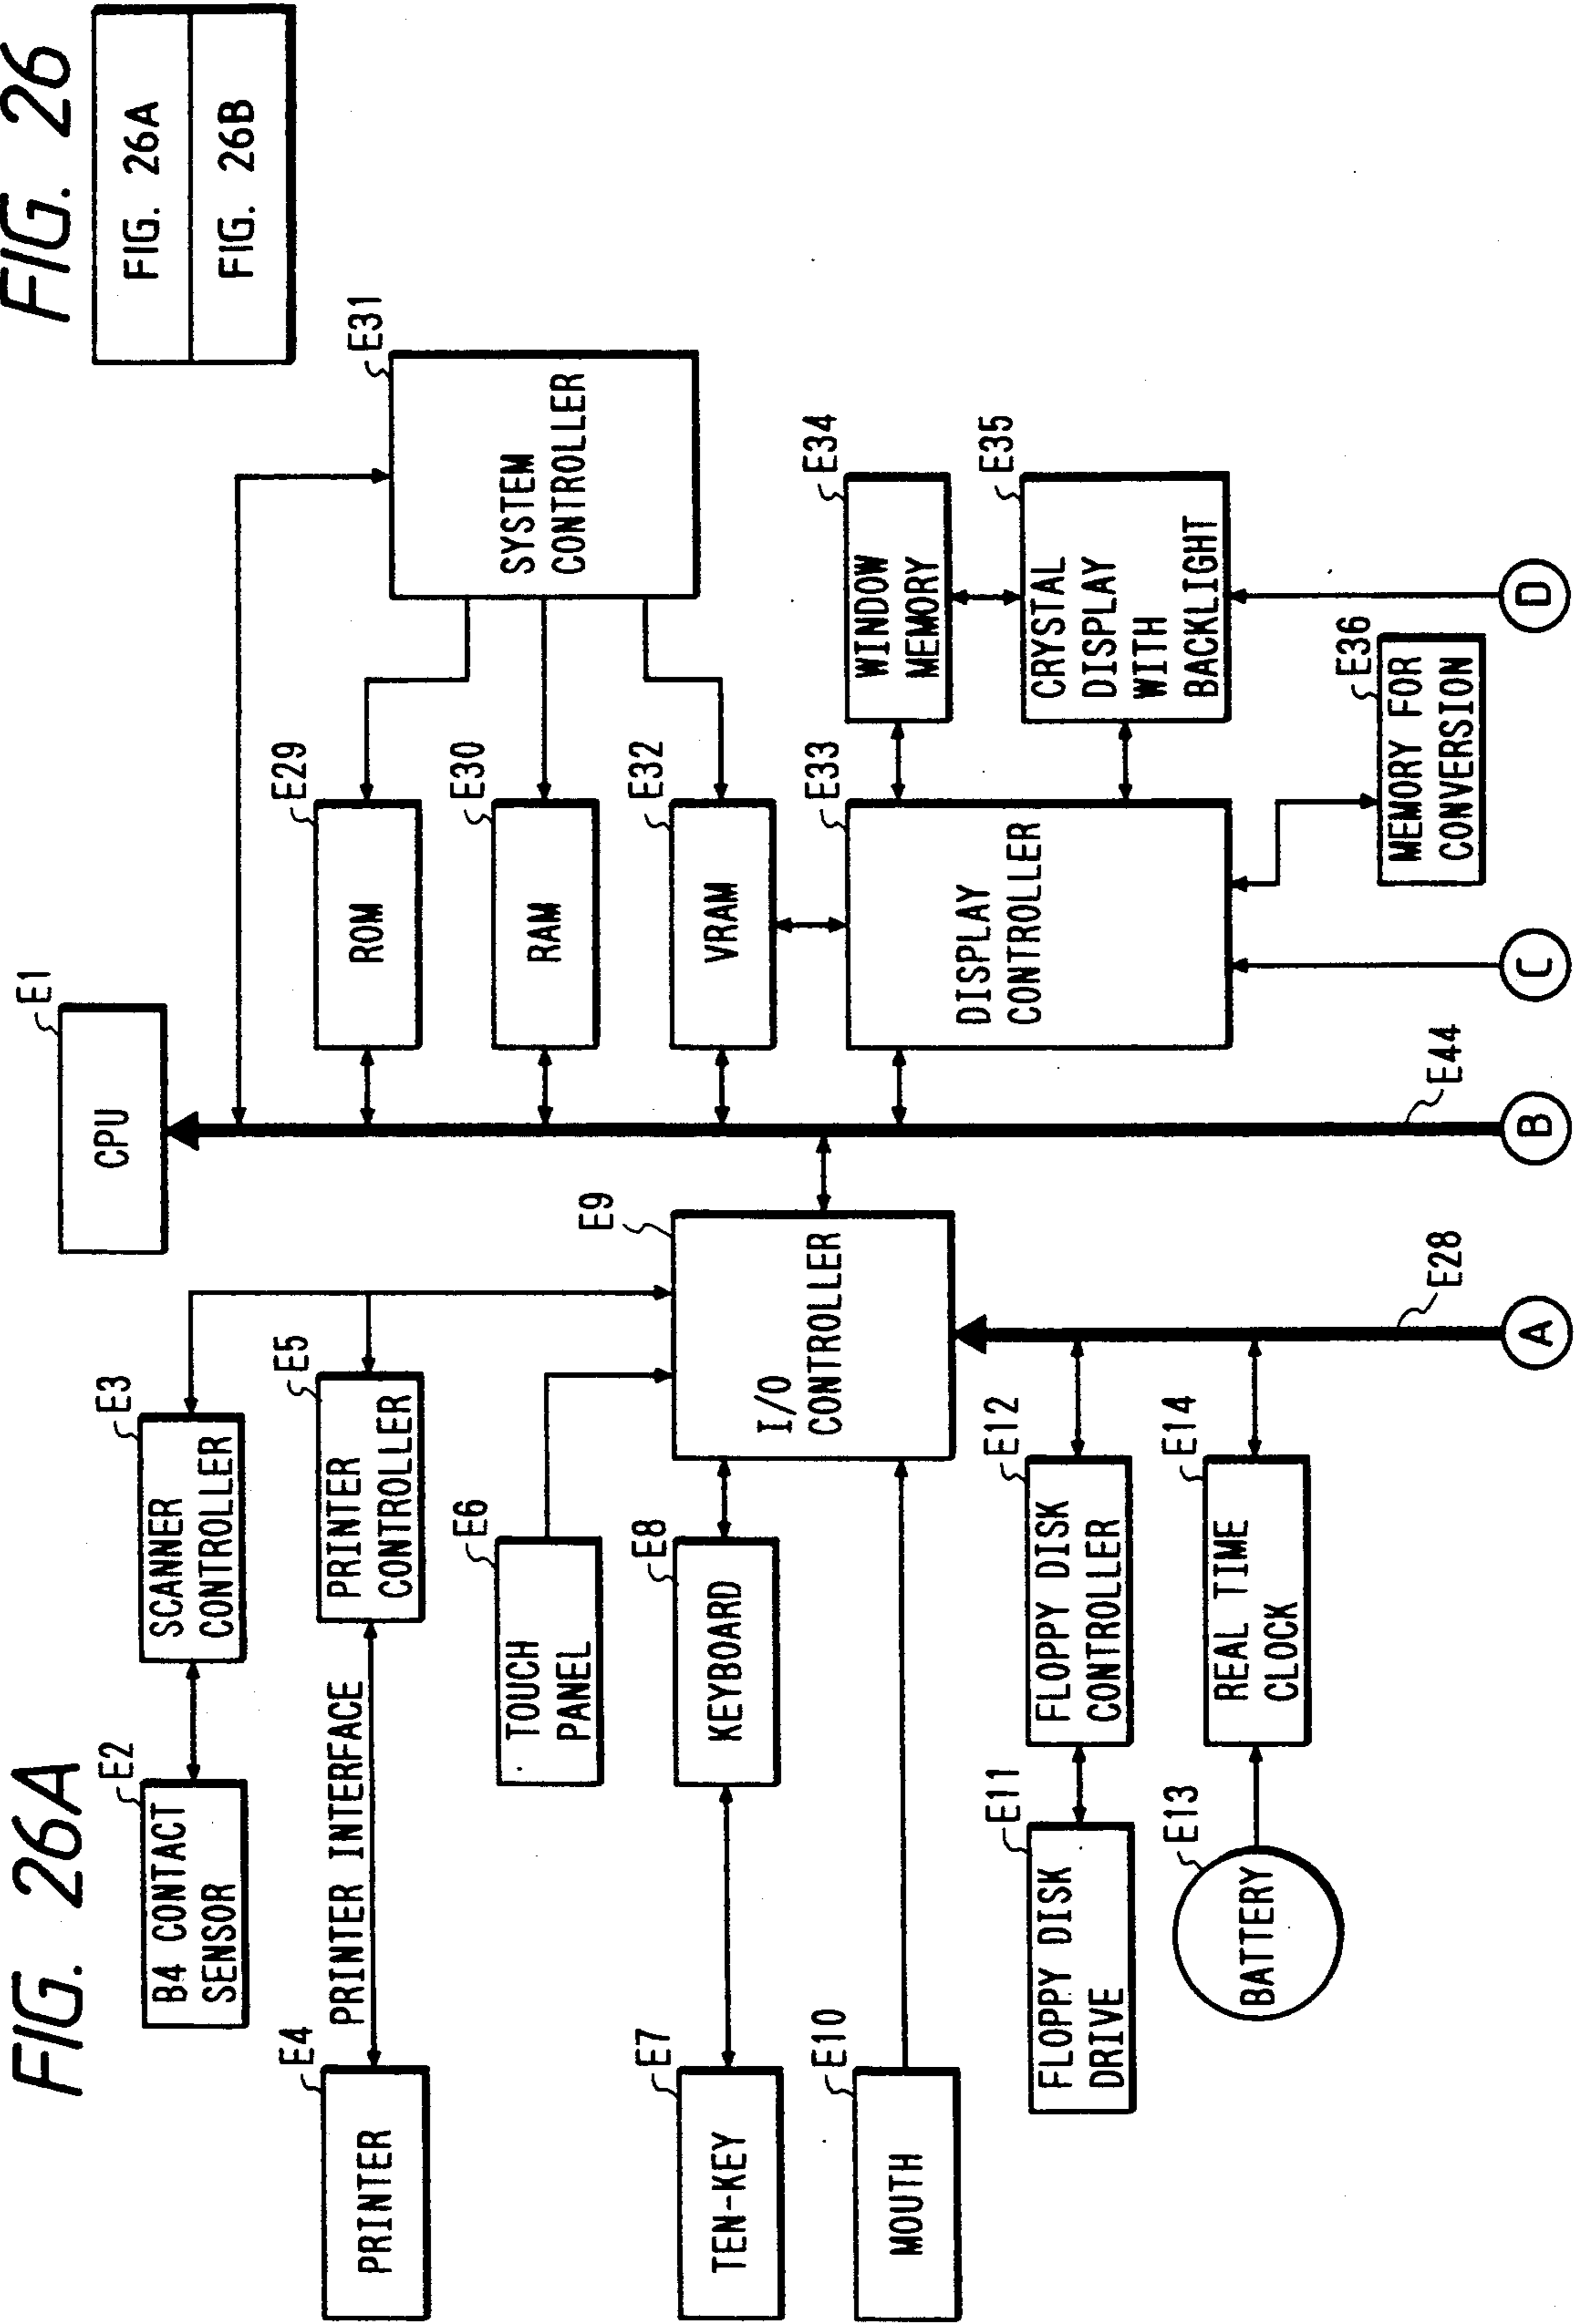 FIG. 26
FIG. 26A
FIG. 26B
FIG. 26A
E1
CPU
E2
B4 CONTACT
SENSOR
E3
SCANNER
CONTROLLER
E4
PRINTER
PRINTER INTERFACE
E5
PRINTER
CONTROLLER
E6
TOUCH
PANEL
E7
TEN-KEY
E8
KEYBOARD
E9
I/O
CONTROLLER
E10
MOUTH
E11
FLOPPY DISK
DRIVE
E12
FLOPPY DISK
CONTROLLER
E13
BATTERY
E14
REAL TIME
CLOCK
E28
A
E29
ROM
E30
RAM
E31
SYSTEM
CONTROLLER
E32
VRAM
E33
DISPLAY
CONTROLLER
E34
WINDOW
MEMORY
E35
CRYSTAL
DISPLAY
WITH
BACKLIGHT
E36
MEMORY FOR
CONVERSION
E44
B
C
D